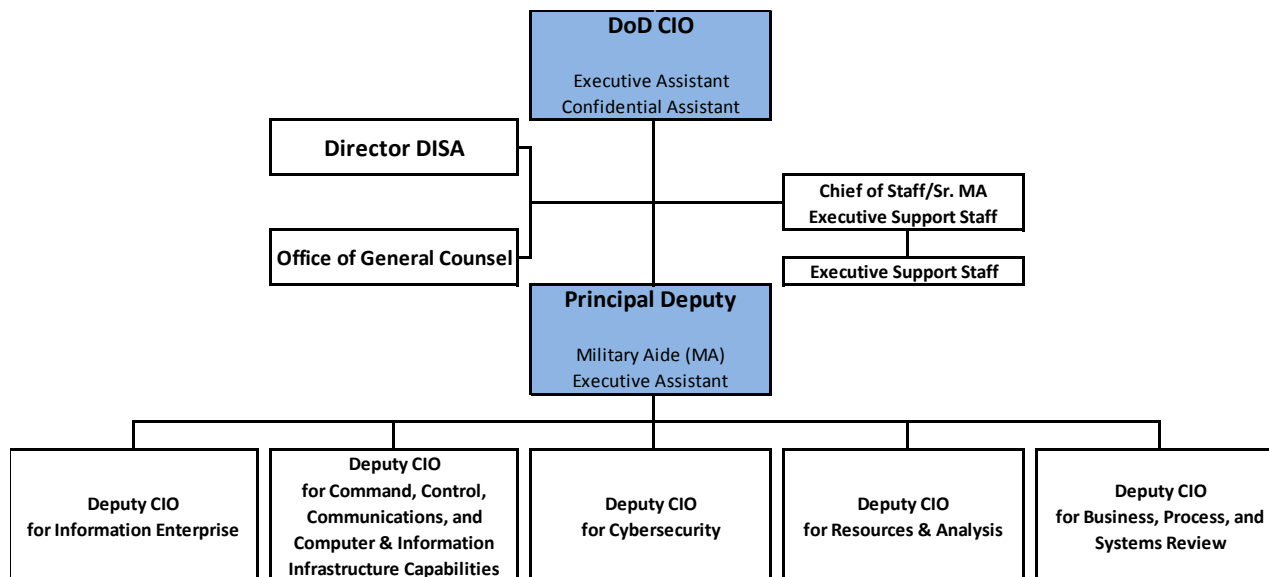 DoD CIO
Executive Assistant
Confidential Assistant
Director DISA
Chief of Staff/Sr. MA
Executive Support Staff
Office of General Counsel
Executive Support Staff
Principal Deputy
Military Aide (MA)
Executive Assistant
Deputy CIO
for Information Enterprise
Deputy CIO
for Command, Control,
Communications, and
Computer & Information
Infrastructure Capabilities
Deputy CIO
for Cybersecurity
Deputy CIO
for Resources & Analysis
Deputy CIO
for Business, Process, and
Systems Review